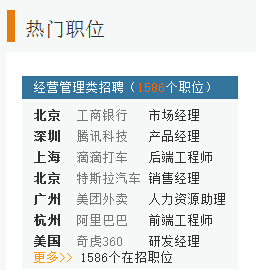 热门职位
经营管理类招聘（1586个职位）
北京 工商银行 市场经理
深圳 腾讯科技 产品经理
上海 滴滴打车 后端工程师
北京 特斯拉汽车 销售经理
广州 美团外卖 人力资源助理
杭州 阿里巴巴 前端工程师
美国 奇虎360 研发经理
更多>> 1586个在招职位